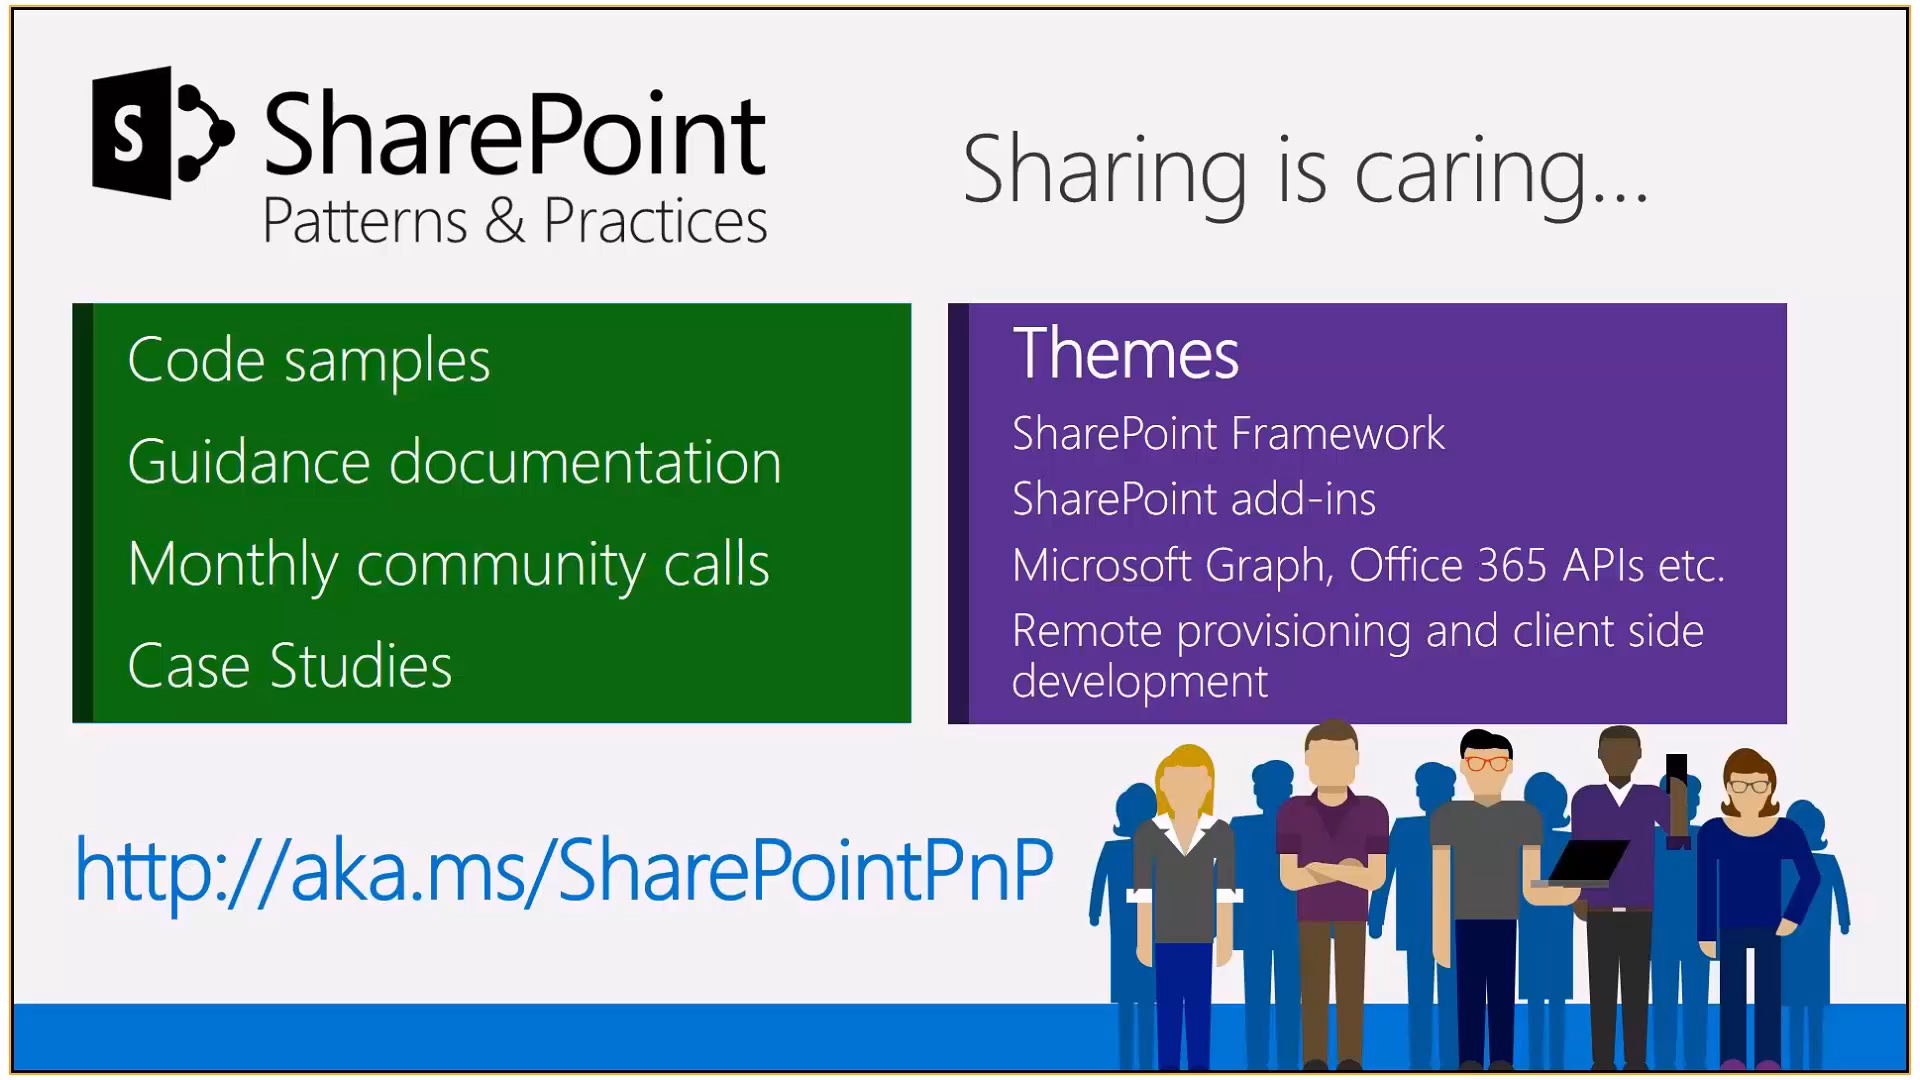 S
SharePoint
Patterns & Practices
Sharing is caring...
Code samples
Guidance documentation
Monthly community calls
Case Studies
Themes
SharePoint Framework
SharePoint add-ins
Microsoft Graph, Office 365 APIs etc.
Remote provisioning and client side
development
http://aka.ms/SharePointPnP